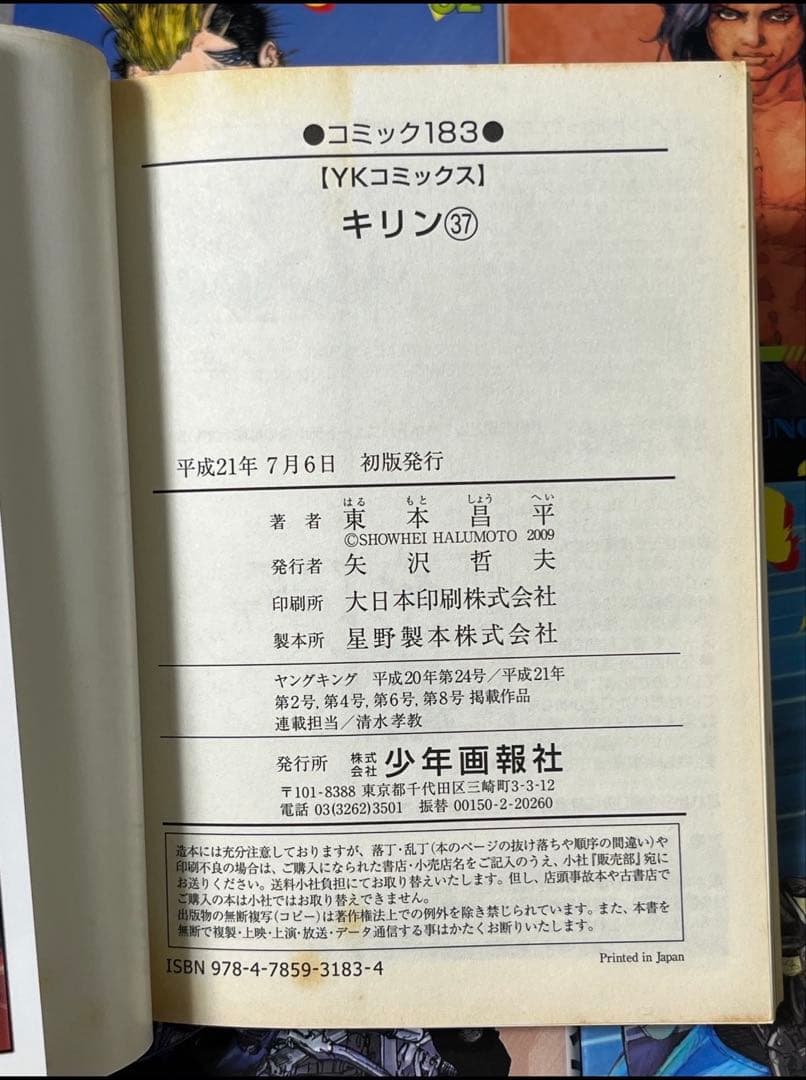 ●コミック183●
【YKコミックス】
キリン㊲
平成21年 7月6日 初版発行
はる もと しょう へい
著者 東本昌平
©SHOWHEI HALUMOTO 2009
発行者 矢沢哲夫
印刷所 大日本印刷株式会社
製本所 星野製本株式会社
ヤングキング 平成20年第24号／平成21年
第2号,第4号,第6号,第8号 掲載作品
連載担当／清水孝教
発行所 株式会社 少年画報社
〒101-8388 東京都千代田区三崎町3-3-12
電話 03(3262)3501 振替 00150-2-20260
造本には充分注意しておりますが、落丁・乱丁(本のページの抜け落ちや順序の間違い)や
印刷不良の場合は、ご購入になられた書店・小売店名をご記入のうえ、小社『販売部』宛に
お送りください。送料小社負担にてお取り替えいたします。但し、店頭事故本や古書店で
ご購入の本は小社ではお取り替えできません。
出版物の無断複写(コピー)は著作権法上での例外を除き禁じられています。また、本書を
無断で複製・上映・上演・放送・データ通信する事はかたくお断りいたします。
ISBN 978-4-7859-3183-4
Printed in Japan